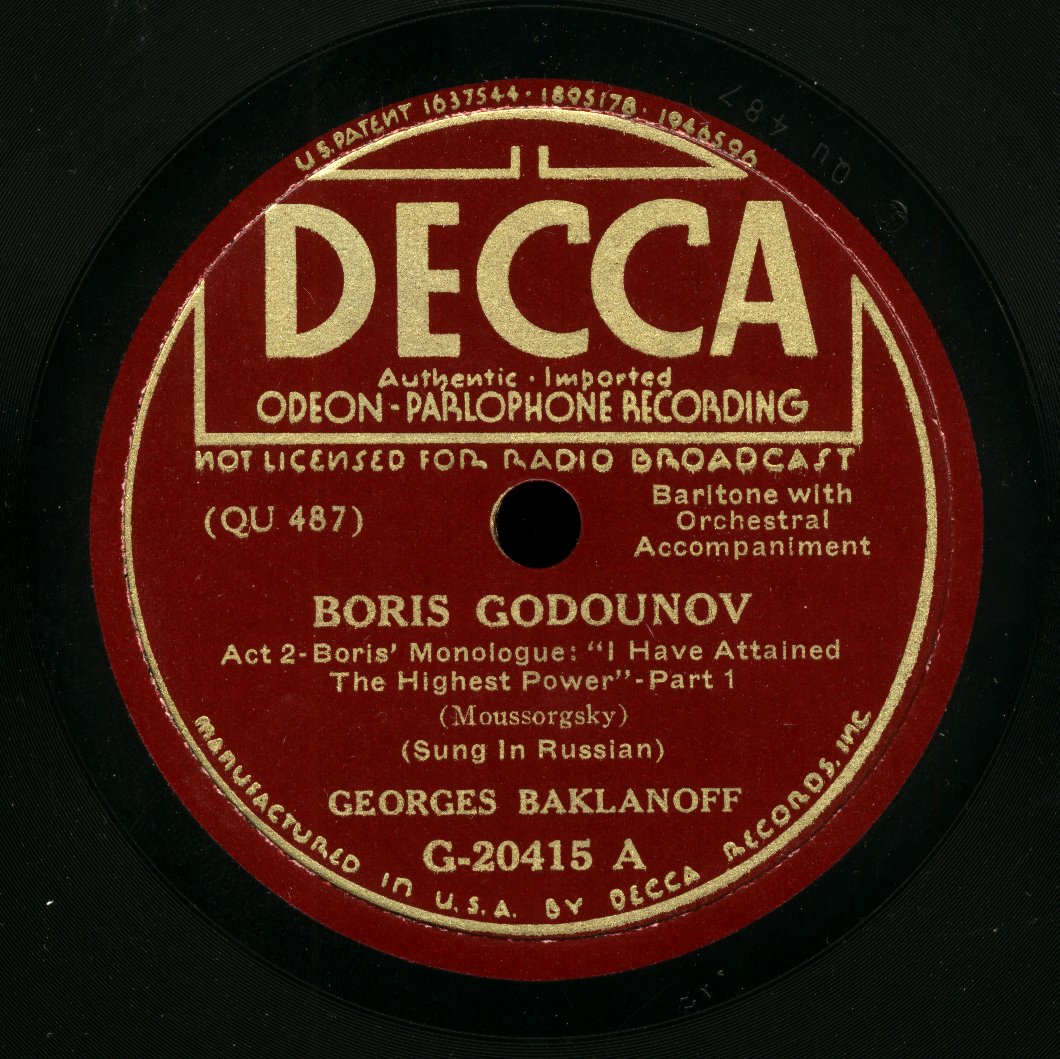 U.S. PATENT 1637544 · 1895178 · 1946596
DECCA
Authentic · Imported
ODEON-PARLOPHONE RECORDING
NOT LICENSED FOR RADIO BROADCAST
(QU 487)
Baritone with
Orchestral
Accompaniment
BORIS GODOUNOV
Act 2-Boris' Monologue: "I Have Attained
The Highest Power"-Part 1
(Moussorgsky)
(Sung In Russian)
GEORGES BAKLANOFF
G-20415 A
MANUFACTURED IN U.S.A. BY DECCA RECORDS, INC.
QU 487